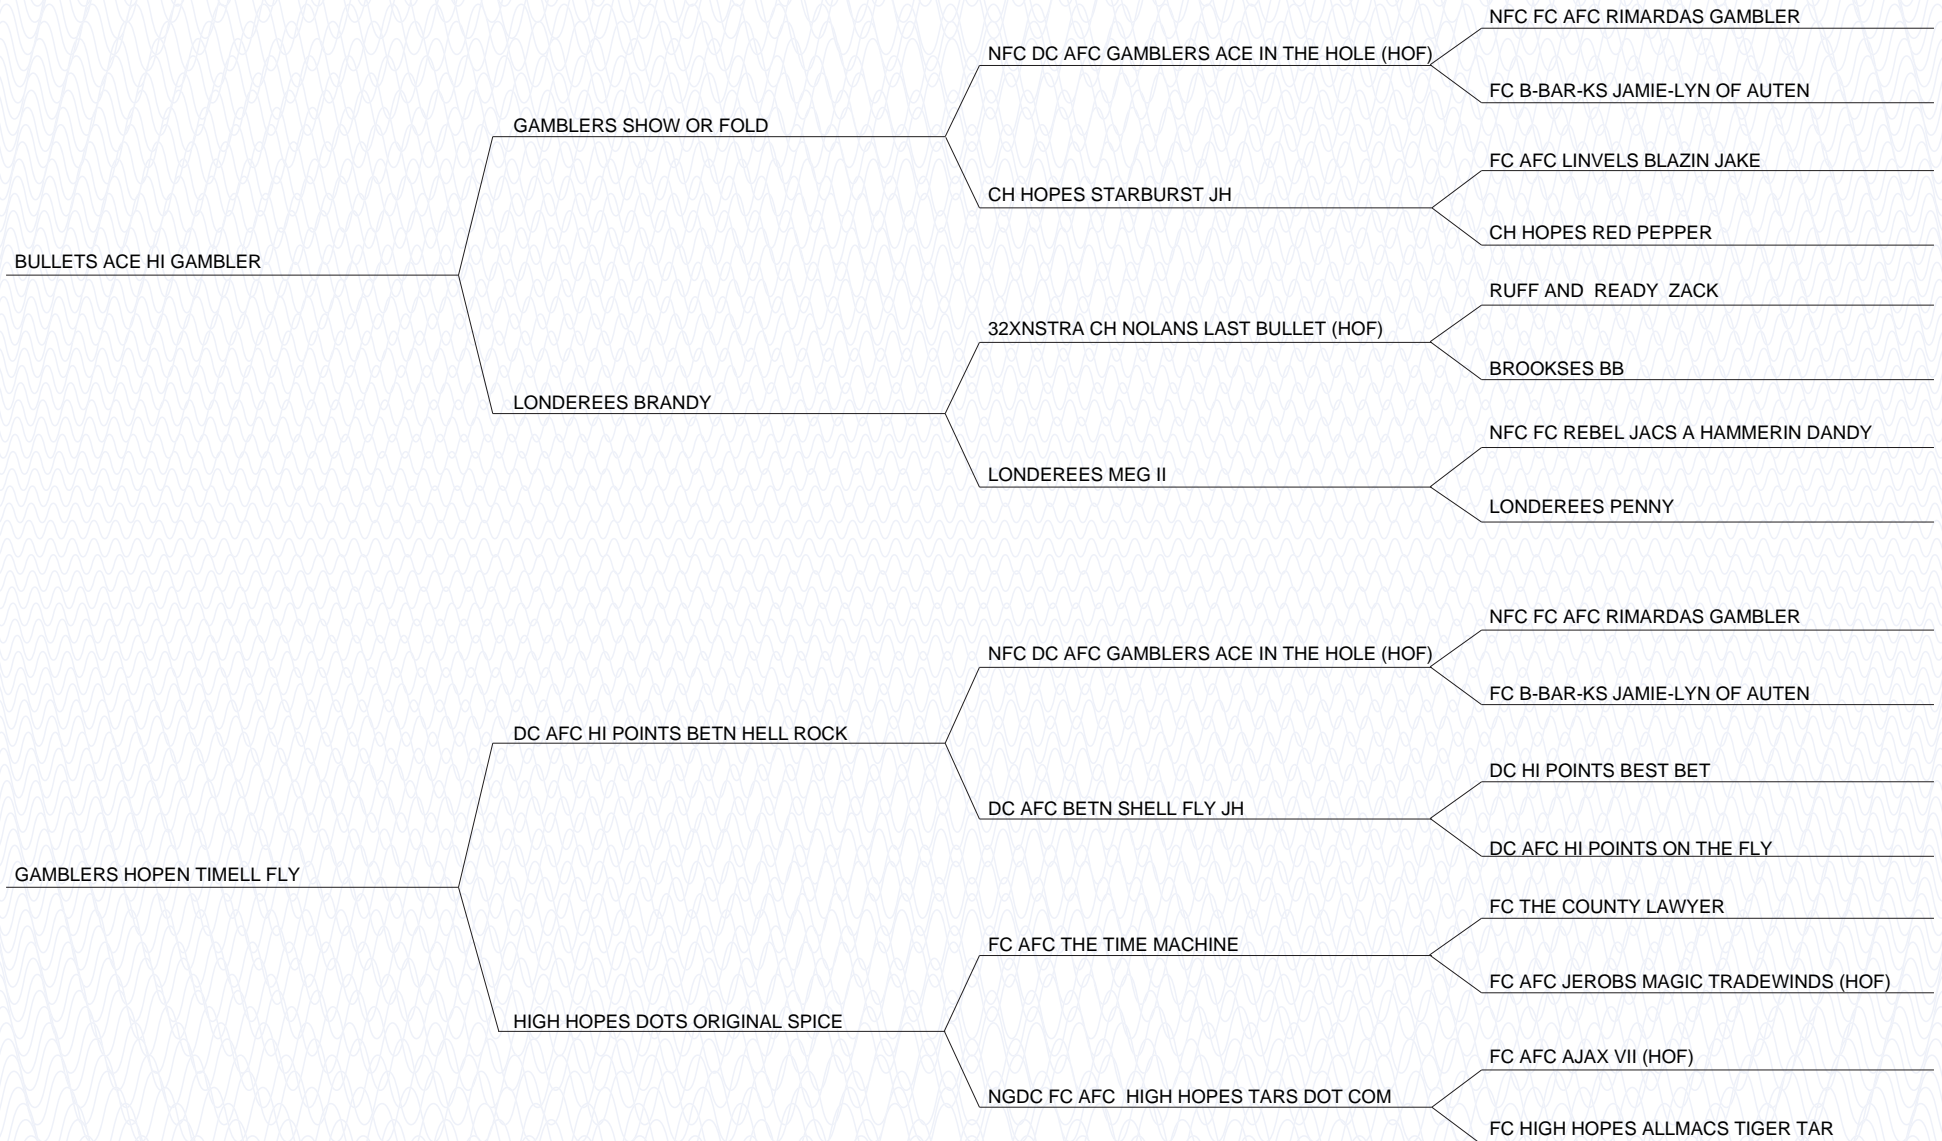 NFC FC AFC RIMARDAS GAMBLER
NFC DC AFC GAMBLERS ACE IN THE HOLE (HOF)
FC B-BAR-KS JAMIE-LYN OF AUTEN
GAMBLERS SHOW OR FOLD
FC AFC LINVELS BLAZIN JAKE
CH HOPES STARBURST JH
CH HOPES RED PEPPER
BULLETS ACE HI GAMBLER
RUFF AND  READY  ZACK
32XNSTRA CH NOLANS LAST BULLET (HOF)
BROOKSES BB
LONDEREES BRANDY
NFC FC REBEL JACS A HAMMERIN DANDY
LONDEREES MEG II
LONDEREES PENNY
NFC FC AFC RIMARDAS GAMBLER
NFC DC AFC GAMBLERS ACE IN THE HOLE (HOF)
FC B-BAR-KS JAMIE-LYN OF AUTEN
DC AFC HI POINTS BETN HELL ROCK
DC HI POINTS BEST BET
DC AFC BETN SHELL FLY JH
DC AFC HI POINTS ON THE FLY
GAMBLERS HOPEN TIMELL FLY
FC THE COUNTY LAWYER
FC AFC THE TIME MACHINE
FC AFC JEROBS MAGIC TRADEWINDS (HOF)
HIGH HOPES DOTS ORIGINAL SPICE
FC AFC AJAX VII (HOF)
NGDC FC AFC  HIGH HOPES TARS DOT COM
FC HIGH HOPES ALLMACS TIGER TAR